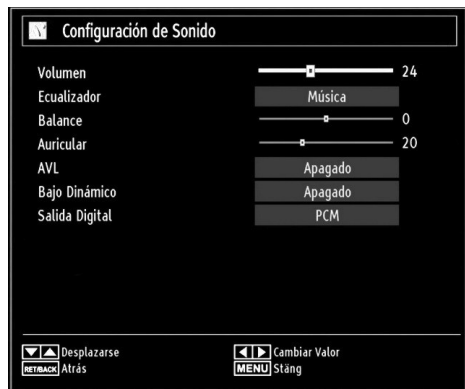 Configuración de Sonido
Volumen 24
Ecualizador Música
Balance 0
Auricular 20
AVL Apagado
Bajo Dinámico Apagado
Salida Digital PCM
Desplazarse Cambiar Valor
RET/BACK Atrás MENU Stäng